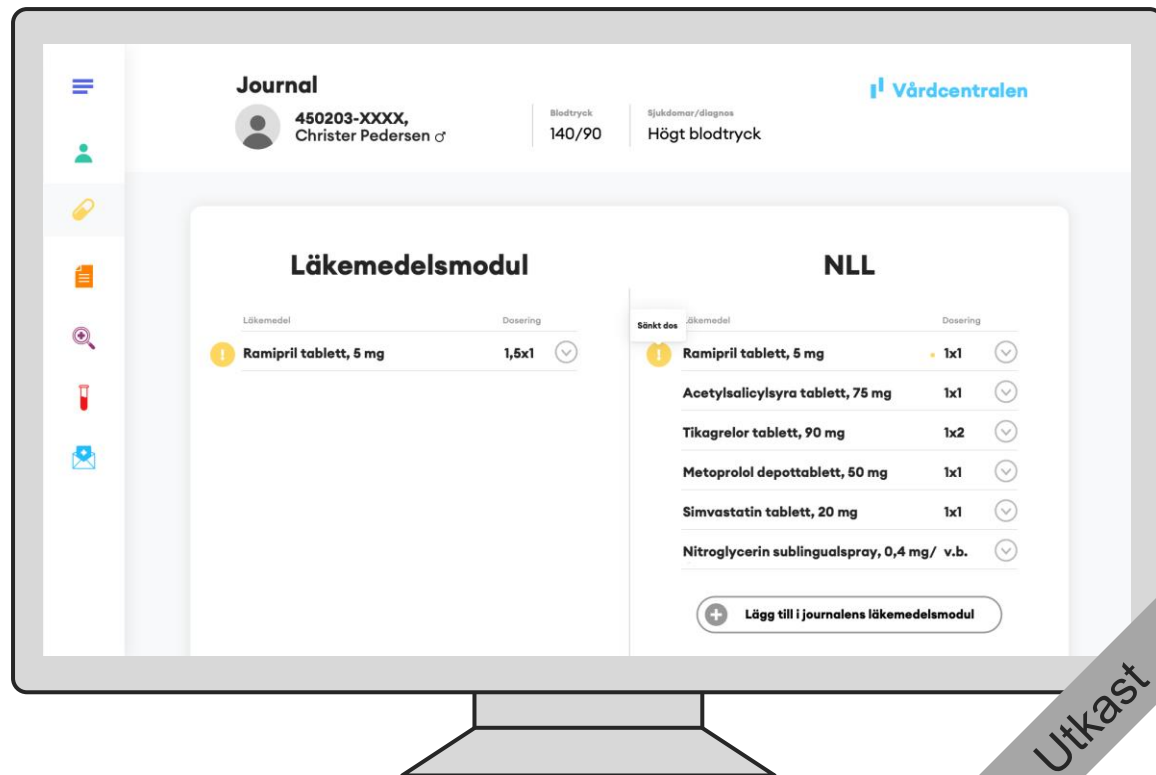 Journal
Vårdcentralen
450203-XXXX,
Christer Pedersen ♂
Blodtryck
140/90
Sjukdomar/diagnos
Högt blodtryck
Läkemedelsmodul
Läkemedel
Dosering
Ramipril tablett, 5 mg
1,5x1
NLL
Sänkt dos
Läkemedel
Dosering
Ramipril tablett, 5 mg
1x1
Acetylsalicylsyra tablett, 75 mg
1x1
Tikagrelor tablett, 90 mg
1x2
Metoprolol depottablett, 50 mg
1x1
Simvastatin tablett, 20 mg
1x1
Nitroglycerin sublingualspray, 0,4 mg/
v.b.
Lägg till i journalens läkemedelsmodul
Utkast